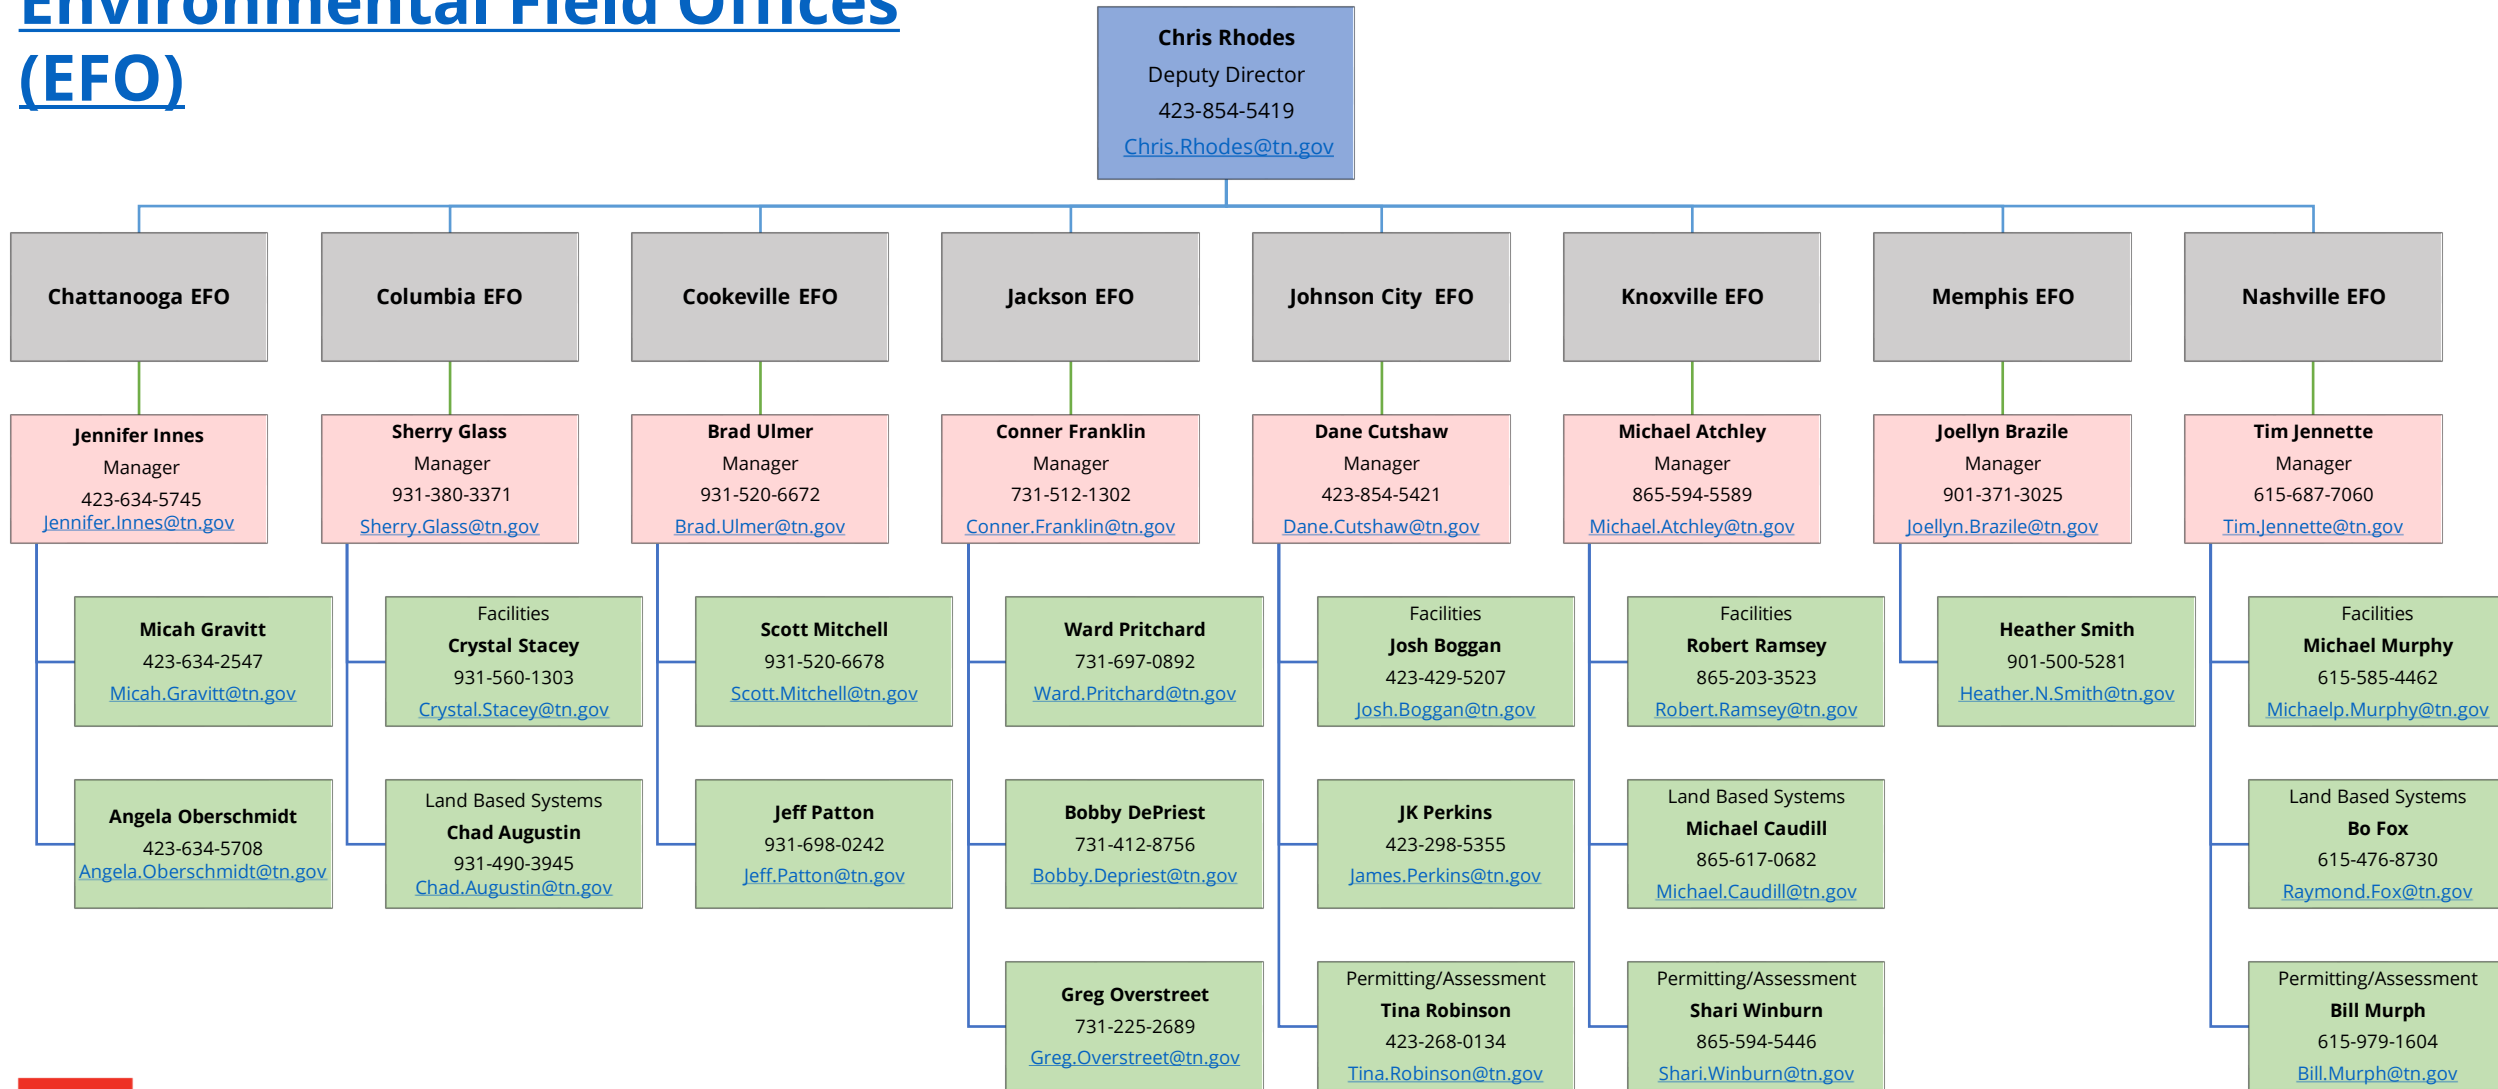 Environmental Field Offices
(EFO)
Chris Rhodes
Deputy Director
423-854-5419
Chris.Rhodes@tn.gov
Chattanooga EFO
Columbia EFO
Cookeville EFO
Jackson EFO
Johnson City EFO
Knoxville EFO
Memphis EFO
Nashville EFO
Jennifer Innes
Manager
423-634-5745
Jennifer.Innes@tn.gov
Sherry Glass
Manager
931-380-3371
Sherry.Glass@tn.gov
Brad Ulmer
Manager
931-520-6672
Brad.Ulmer@tn.gov
Conner Franklin
Manager
731-512-1302
Conner.Franklin@tn.gov
Dane Cutshaw
Manager
423-854-5421
Dane.Cutshaw@tn.gov
Michael Atchley
Manager
865-594-5589
Michael.Atchley@tn.gov
Joellyn Brazile
Manager
901-371-3025
Joellyn.Brazile@tn.gov
Tim Jennette
Manager
615-687-7060
Tim.Jennette@tn.gov
Micah Gravitt
423-634-2547
Micah.Gravitt@tn.gov
Facilities
Crystal Stacey
931-560-1303
Crystal.Stacey@tn.gov
Scott Mitchell
931-520-6678
Scott.Mitchell@tn.gov
Ward Pritchard
731-697-0892
Ward.Pritchard@tn.gov
Facilities
Josh Boggan
423-429-5207
Josh.Boggan@tn.gov
Facilities
Robert Ramsey
865-203-3523
Robert.Ramsey@tn.gov
Heather Smith
901-500-5281
Heather.N.Smith@tn.gov
Facilities
Michael Murphy
615-585-4462
Michaelp.Murphy@tn.gov
Angela Oberschmidt
423-634-5708
Angela.Oberschmidt@tn.gov
Land Based Systems
Chad Augustin
931-490-3945
Chad.Augustin@tn.gov
Jeff Patton
931-698-0242
Jeff.Patton@tn.gov
Bobby DePriest
731-412-8756
Bobby.Depriest@tn.gov
JK Perkins
423-298-5355
James.Perkins@tn.gov
Land Based Systems
Michael Caudill
865-617-0682
Michael.Caudill@tn.gov
Land Based Systems
Bo Fox
615-476-8730
Raymond.Fox@tn.gov
Greg Overstreet
731-225-2689
Greg.Overstreet@tn.gov
Permitting/Assessment
Tina Robinson
423-268-0134
Tina.Robinson@tn.gov
Permitting/Assessment
Shari Winburn
865-594-5446
Shari.Winburn@tn.gov
Permitting/Assessment
Bill Murph
615-979-1604
Bill.Murph@tn.gov